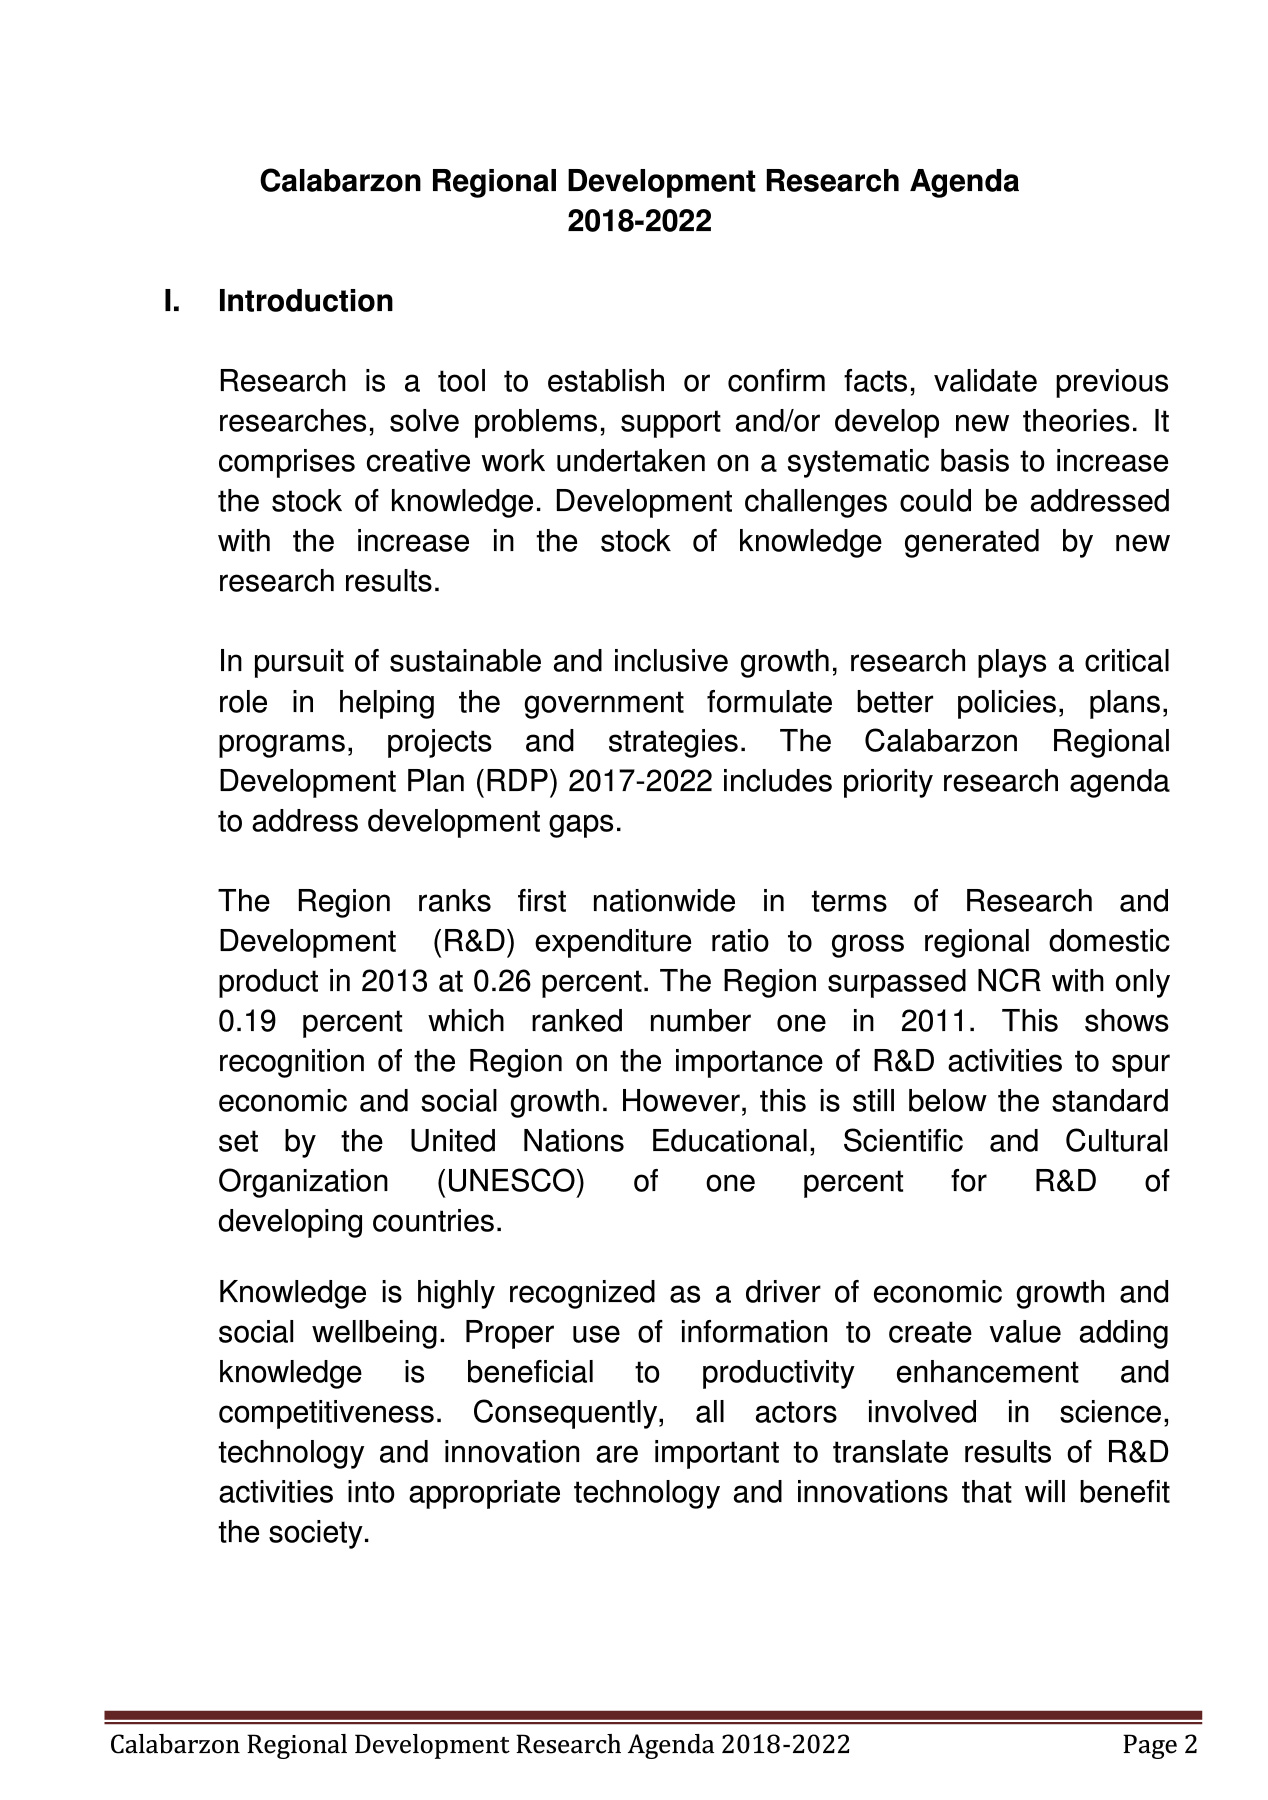 Calabarzon Regional Development Research Agenda
2018-2022
I. Introduction
Research is a tool to establish or confirm facts, validate previous
researches, solve problems, support and/or develop new theories. It
comprises creative work undertaken on a systematic basis to increase
the stock of knowledge. Development challenges could be addressed
with the increase in the stock of knowledge generated by new
research results.
In pursuit of sustainable and inclusive growth, research plays a critical
role in helping the government formulate better policies, plans,
programs, projects and strategies. The Calabarzon Regional
Development Plan (RDP) 2017-2022 includes priority research agenda
to address development gaps.
The Region ranks first nationwide in terms of Research and
Development (R&D) expenditure ratio to gross regional domestic
product in 2013 at 0.26 percent. The Region surpassed NCR with only
0.19 percent which ranked number one in 2011. This shows
recognition of the Region on the importance of R&D activities to spur
economic and social growth. However, this is still below the standard
set by the United Nations Educational, Scientific and Cultural
Organization (UNESCO) of one percent for R&D of
developing countries.
Knowledge is highly recognized as a driver of economic growth and
social wellbeing. Proper use of information to create value adding
knowledge is beneficial to productivity enhancement and
competitiveness. Consequently, all actors involved in science,
technology and innovation are important to translate results of R&D
activities into appropriate technology and innovations that will benefit
the society.
Calabarzon Regional Development Research Agenda 2018-2022 Page 2